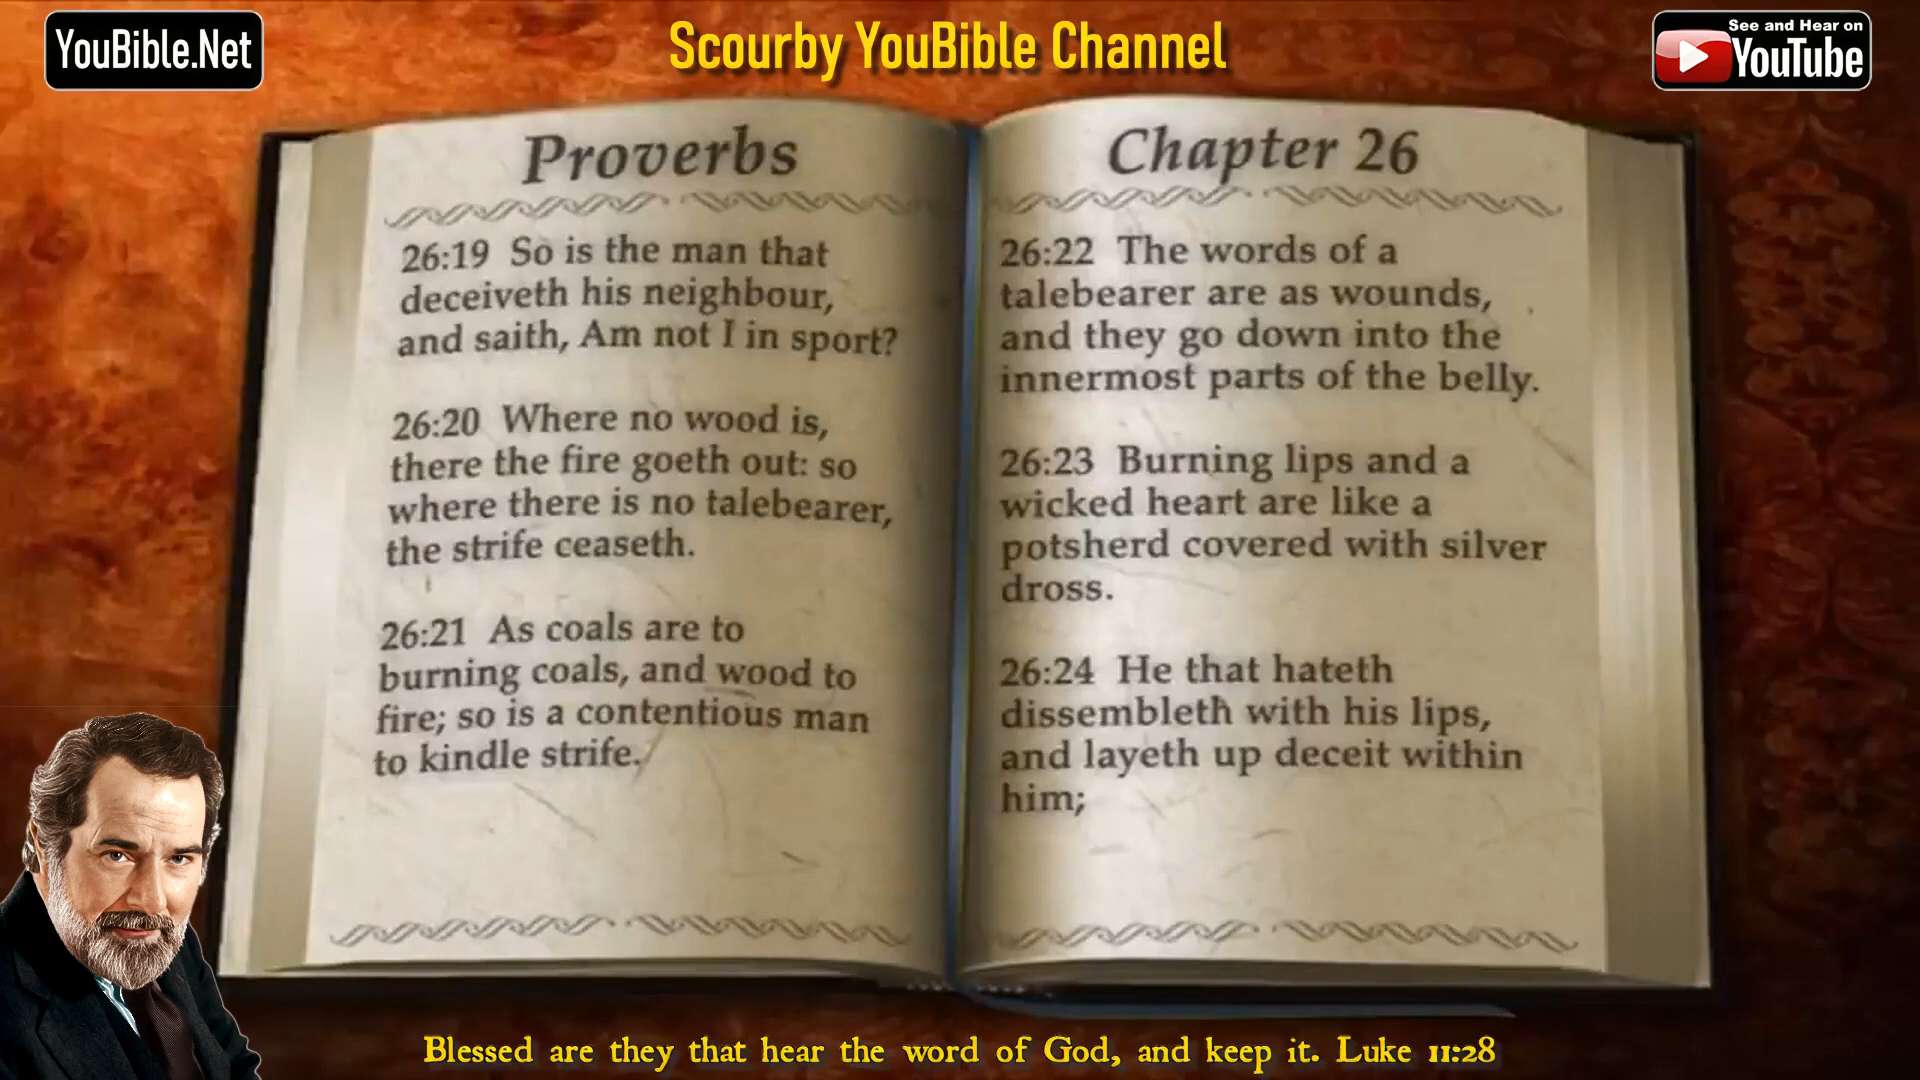 YouBible.Net
Scourby YouBible Channel
See and Hear on
YouTube
Proverbs
26:19 So is the man that
deceiveth his neighbour,
and saith, Am not I in sport?
26:20 Where no wood is,
there the fire goeth out: so
where there is no talebearer,
the strife ceaseth.
26:21 As coals are to
burning coals, and wood to
fire; so is a contentious man
to kindle strife.
Chapter 26
26:22 The words of a
talebearer are as wounds,
and they go down into the
innermost parts of the belly.
26:23 Burning lips and a
wicked heart are like a
potsherd covered with silver
dross.
26:24 He that hateth
dissembleth with his lips,
and layeth up deceit within
him;
Blessed are they that hear the word of God, and keep it. Luke 11:28